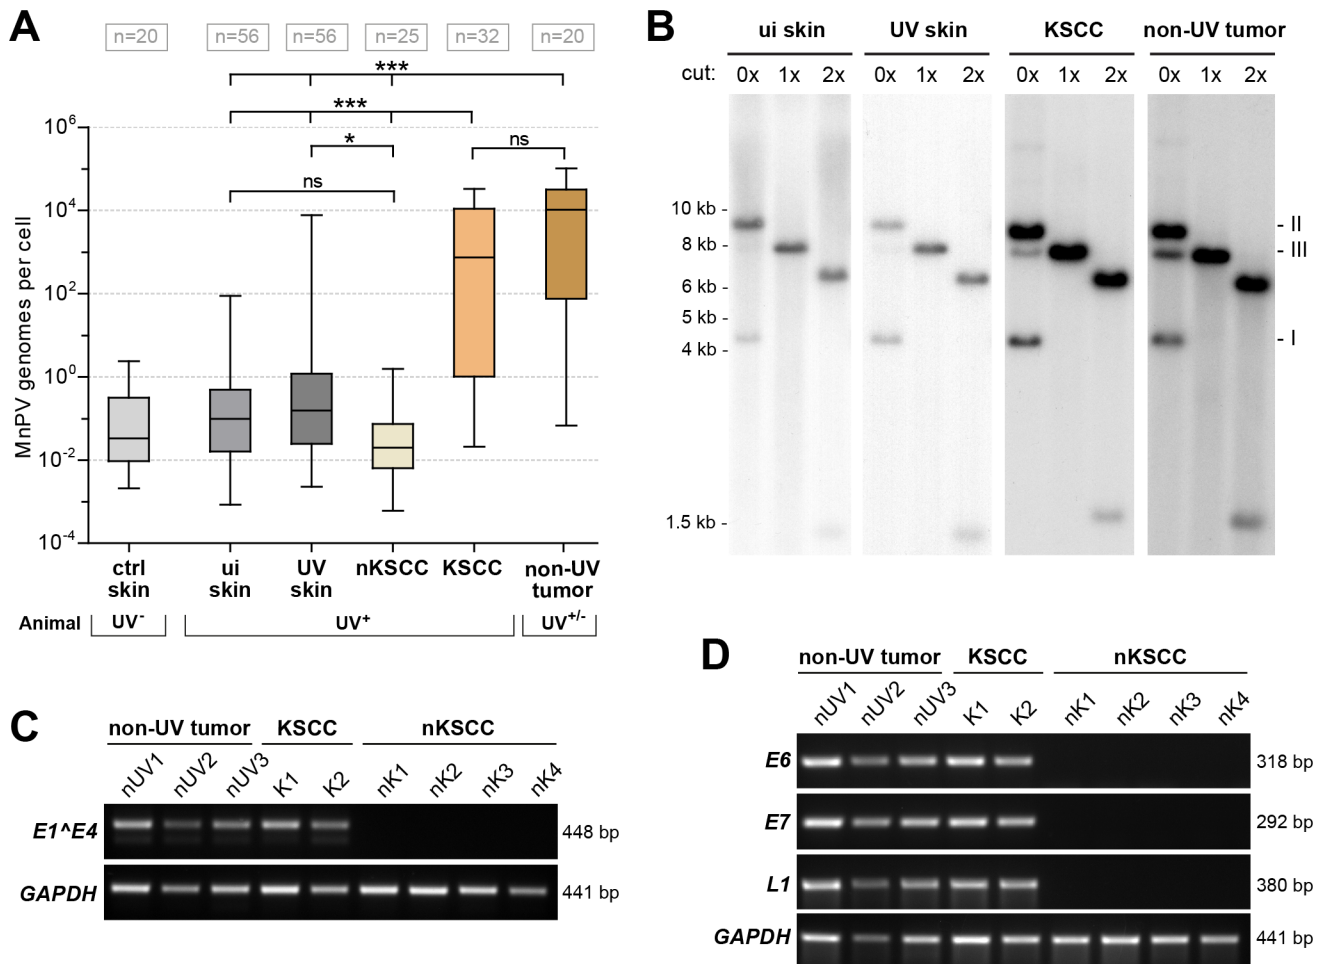 A
n=20 n=56 n=56 n=25 n=32 n=20
***
***
*
ns
ns
MnPV genomes per cell
10^6
10^4
10^2
10^0
10^-2
10^-4
ctrl skin
ui skin
UV skin
nKSCC
KSCC
non-UV tumor
Animal UV^- UV^+ UV^+/-
B
ui skin UV skin KSCC non-UV tumor
cut: 0x 1x 2x 0x 1x 2x 0x 1x 2x 0x 1x 2x
10 kb -
8 kb -
6 kb -
5 kb -
4 kb -
1.5 kb -
- II
- III
- I
C
non-UV tumor KSCC nKSCC
nUV1 nUV2 nUV3 K1 K2 nK1 nK2 nK3 nK4
E1^E4 448 bp
GAPDH 441 bp
D
non-UV tumor KSCC nKSCC
nUV1 nUV2 nUV3 K1 K2 nK1 nK2 nK3 nK4
E6 318 bp
E7 292 bp
L1 380 bp
GAPDH 441 bp